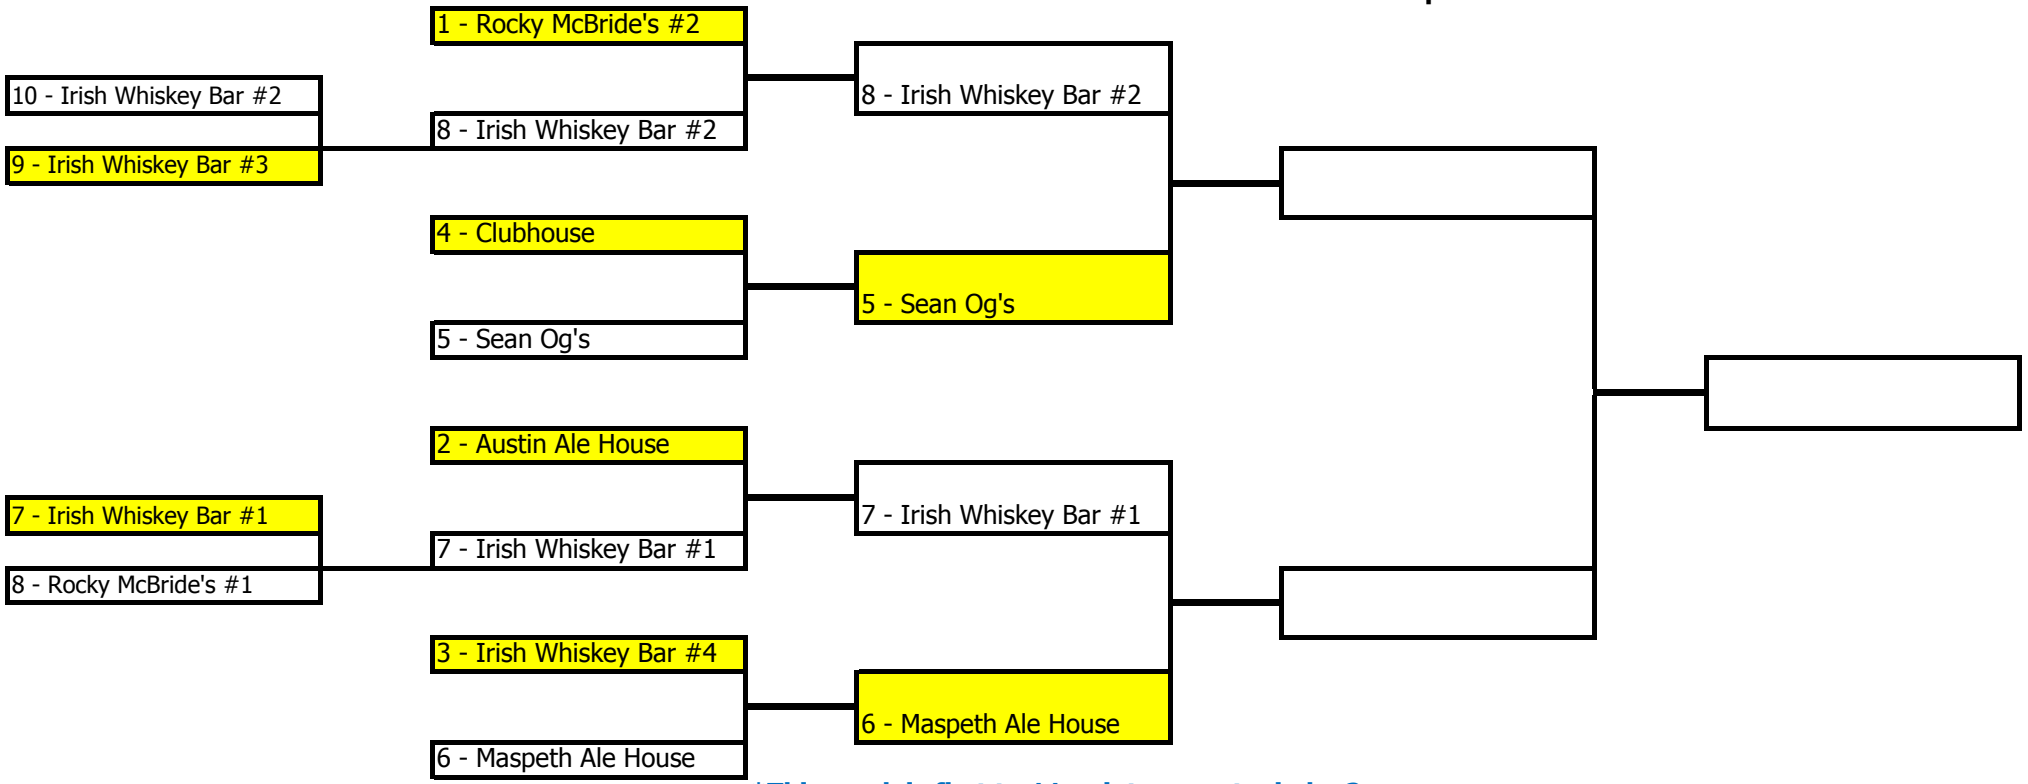 1 - Rocky McBride's #2
10 - Irish Whiskey Bar #2
8 - Irish Whiskey Bar #2
8 - Irish Whiskey Bar #2
9 - Irish Whiskey Bar #3
4 - Clubhouse
5 - Sean Og's
5 - Sean Og's
2 - Austin Ale House
7 - Irish Whiskey Bar #1
7 - Irish Whiskey Bar #1
7 - Irish Whiskey Bar #1
8 - Rocky McBride's #1
3 - Irish Whiskey Bar #4
6 - Maspeth Ale House
6 - Maspeth Ale House